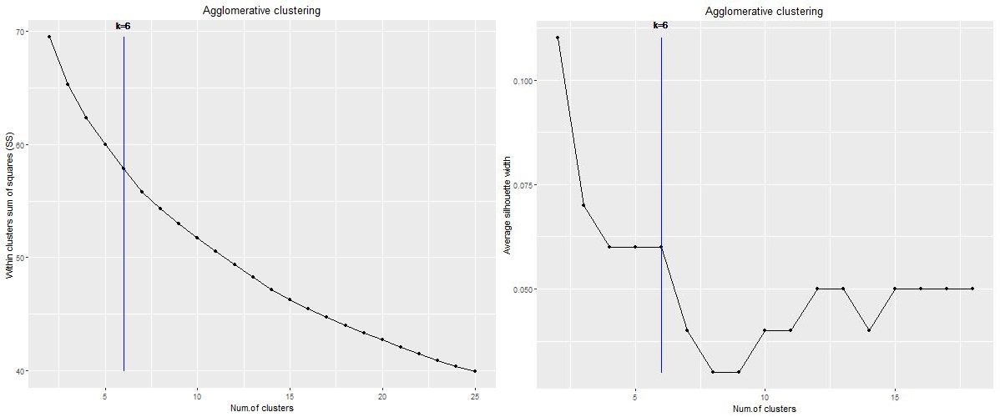 Agglomerative clustering
k=6
70
60
50
40
Within clusters sum of squares (SS)
5
10
15
20
25
Num.of clusters
Agglomerative clustering
k=6
0.100
0.075
0.050
Average silhouette width
5
10
15
Num.of clusters